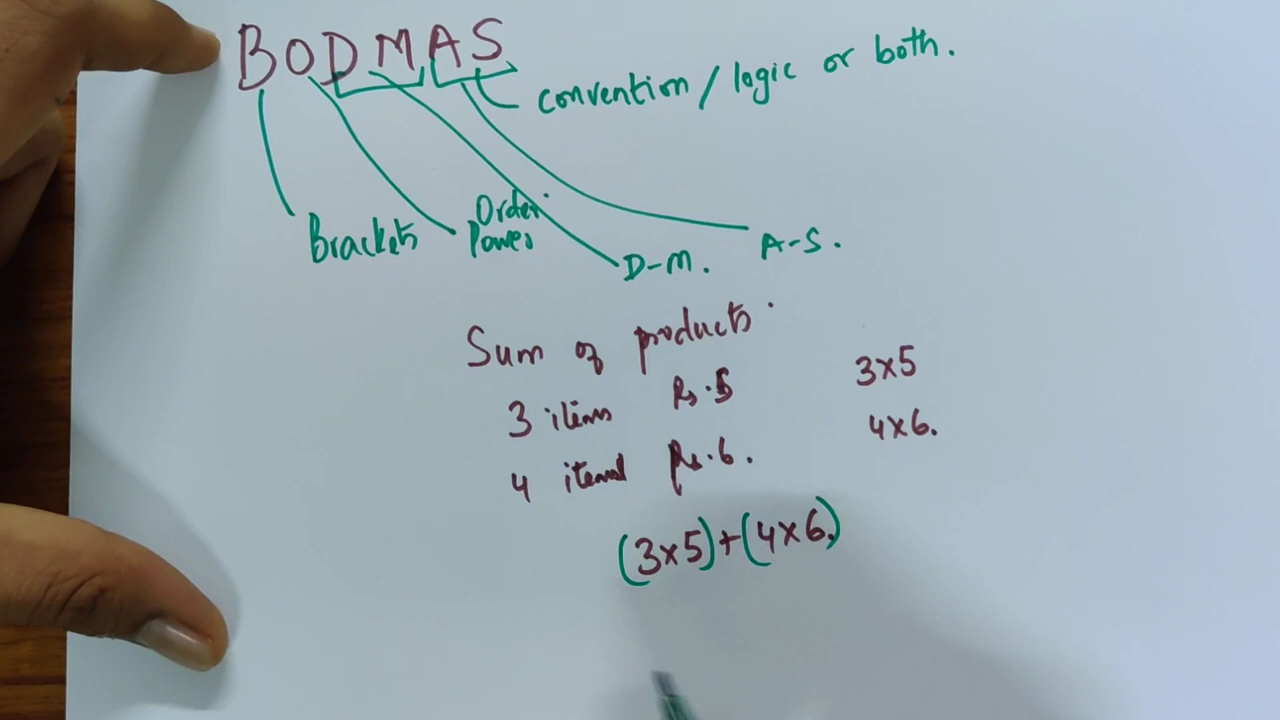 BODMAS
convention / logic or both.
Brackets
Order
Power
D-M.
A-S.
Sum of products
3 items Rs.5 3x5
4 items Rs.6. 4x6.
(3x5)+(4x6.)